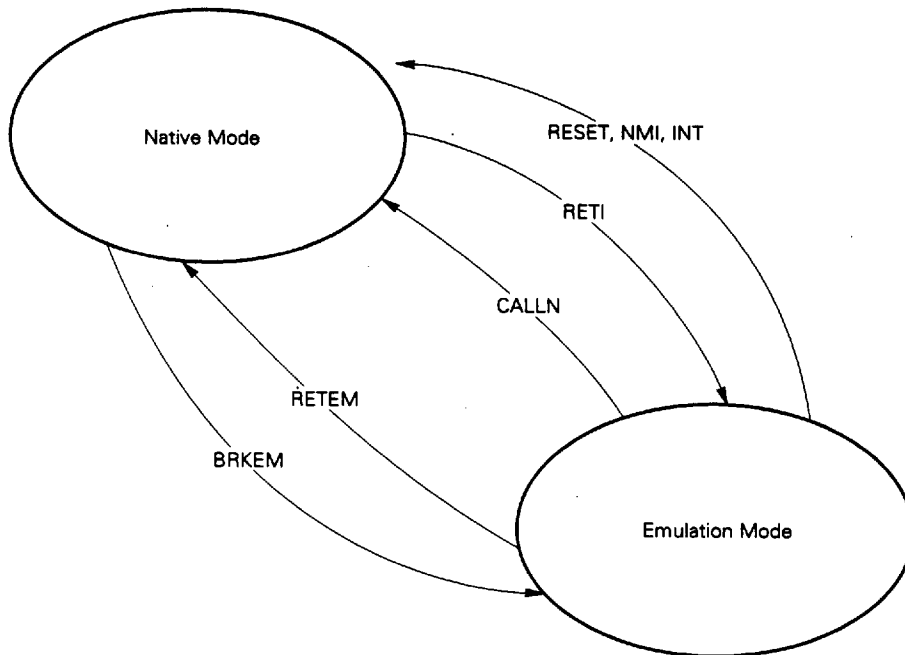 Native Mode
RESET, NMI, INT
RETI
CALLN
RETEM
BRKEM
Emulation Mode